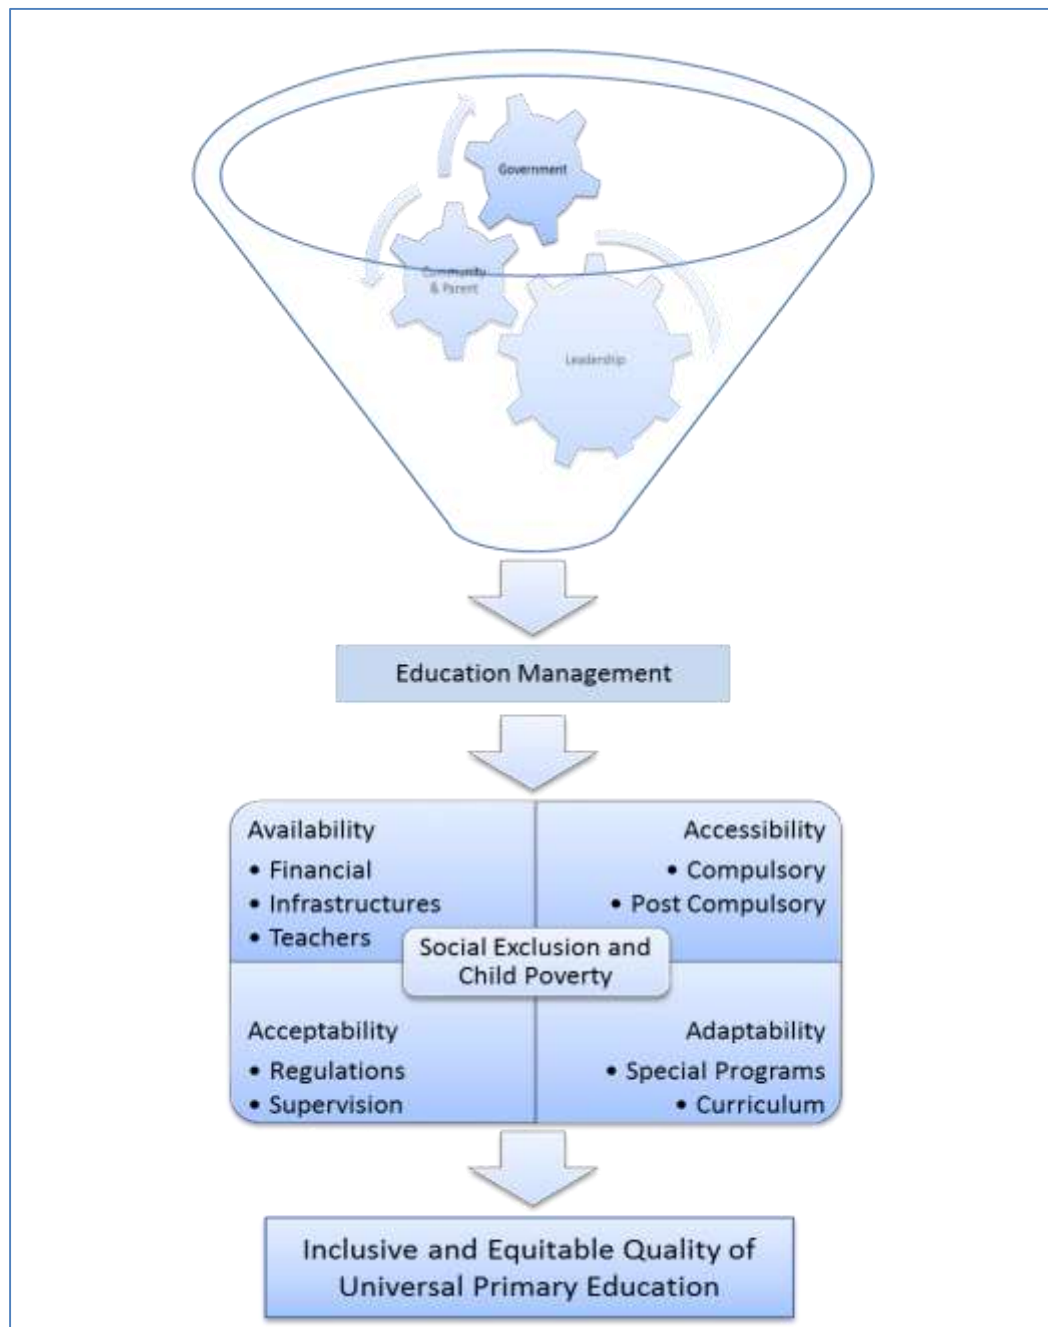 Government
Community
& Parent
Leadership
Education Management
Availability
• Financial
• Infrastructures
• Teachers
Accessibility
• Compulsory
• Post Compulsory
Social Exclusion and
Child Poverty
Acceptability
• Regulations
• Supervision
Adaptability
• Special Programs
• Curriculum
Inclusive and Equitable Quality of
Universal Primary Education